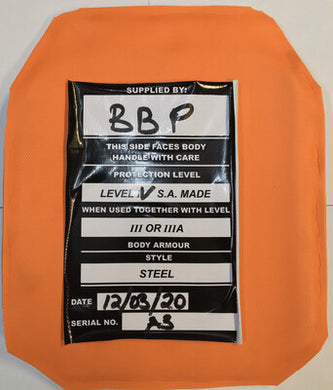 SUPPLIED BY:
BBP
THIS SIDE FACES BODY
HANDLE WITH CARE
PROTECTION LEVEL
LEVEL V S.A. MADE
WHEN USED TOGETHER WITH LEVEL
III OR IIIA
BODY ARMOUR
STYLE
STEEL
DATE 12/03/20
SERIAL NO.